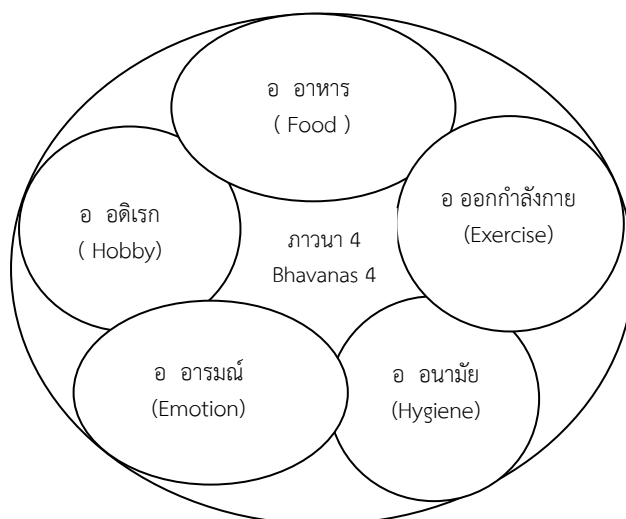 อ อาหาร
( Food )
อ ออกกำลังกาย
(Exercise)
อ อดิเรก
( Hobby)
ภาวนา 4
Bhavanas 4
อ อารมณ์
(Emotion)
อ อนามัย
(Hygiene)